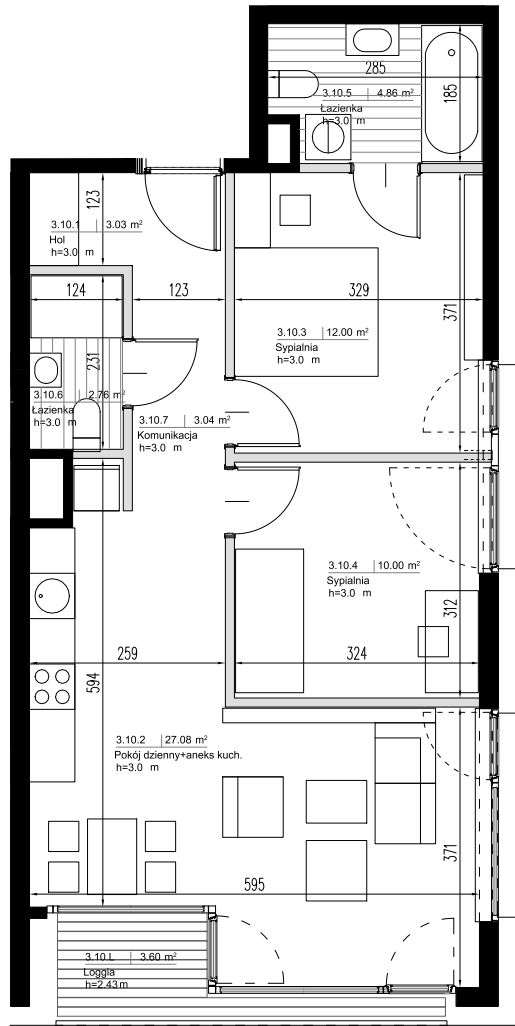 285
185
3.10.5 4.86 m²
Łazienka
h=3.0 m
123
3.10.1 3.03 m²
Hol
h=3.0 m
124
123
329
371
231
3.10.3 12.00 m²
Sypialnia
h=3.0 m
3.10.6 2.76 m²
Łazienka
h=3.0 m
3.10.7 3.04 m²
Komunikacja
h=3.0 m
3.10.4 10.00 m²
Sypialnia
h=3.0 m
312
259
324
594
3.10.2 27.08 m²
Pokój dzienny+aneks kuch.
h=3.0 m
371
595
3.10.L 3.60 m²
Loggia
h=2.43m